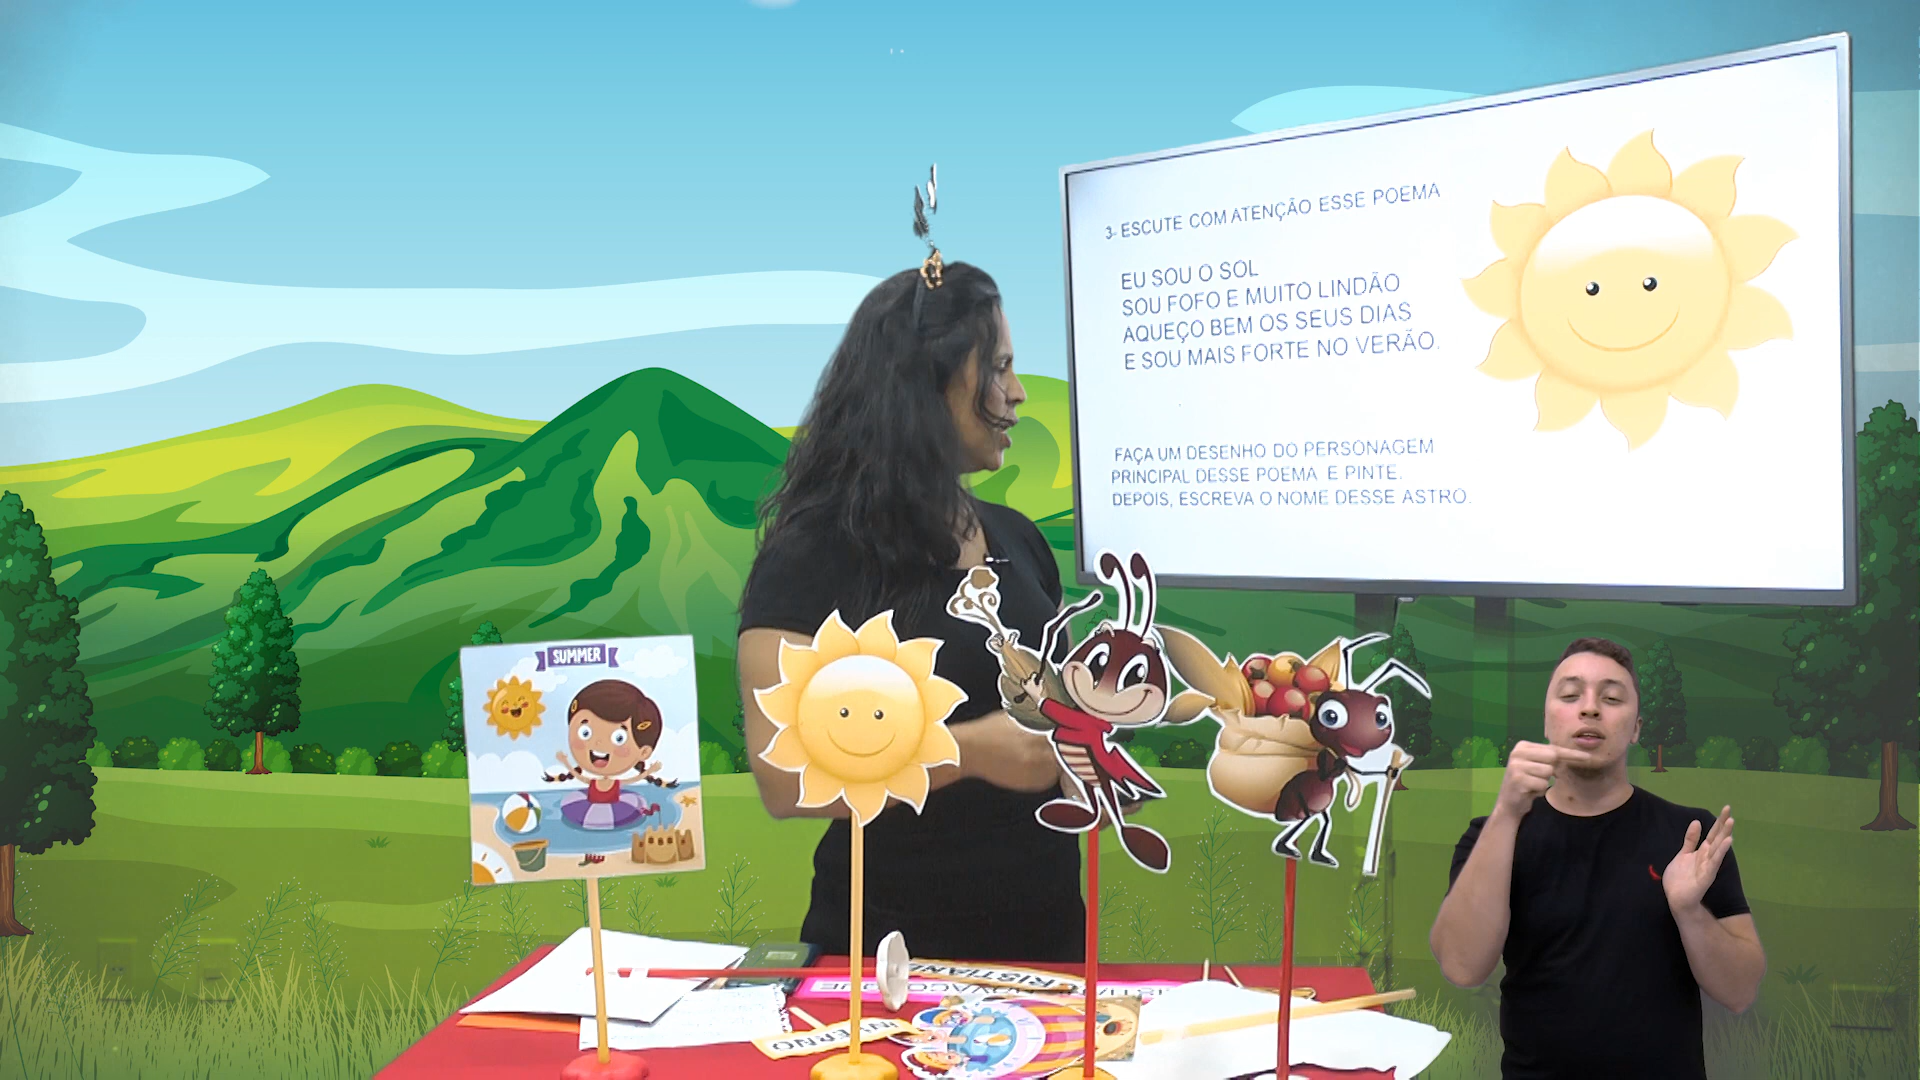 3- ESCUTE COM ATENÇÃO ESSE POEMA
EU SOU O SOL
SOU FOFO E MUITO LINDÃO
AQUEÇO BEM OS SEUS DIAS
E SOU MAIS FORTE NO VERÃO.
FAÇA UM DESENHO DO PERSONAGEM
PRINCIPAL DESSE POEMA E PINTE.
DEPOIS, ESCREVA O NOME DESSE ASTRO.
SUMMER
INVERNO